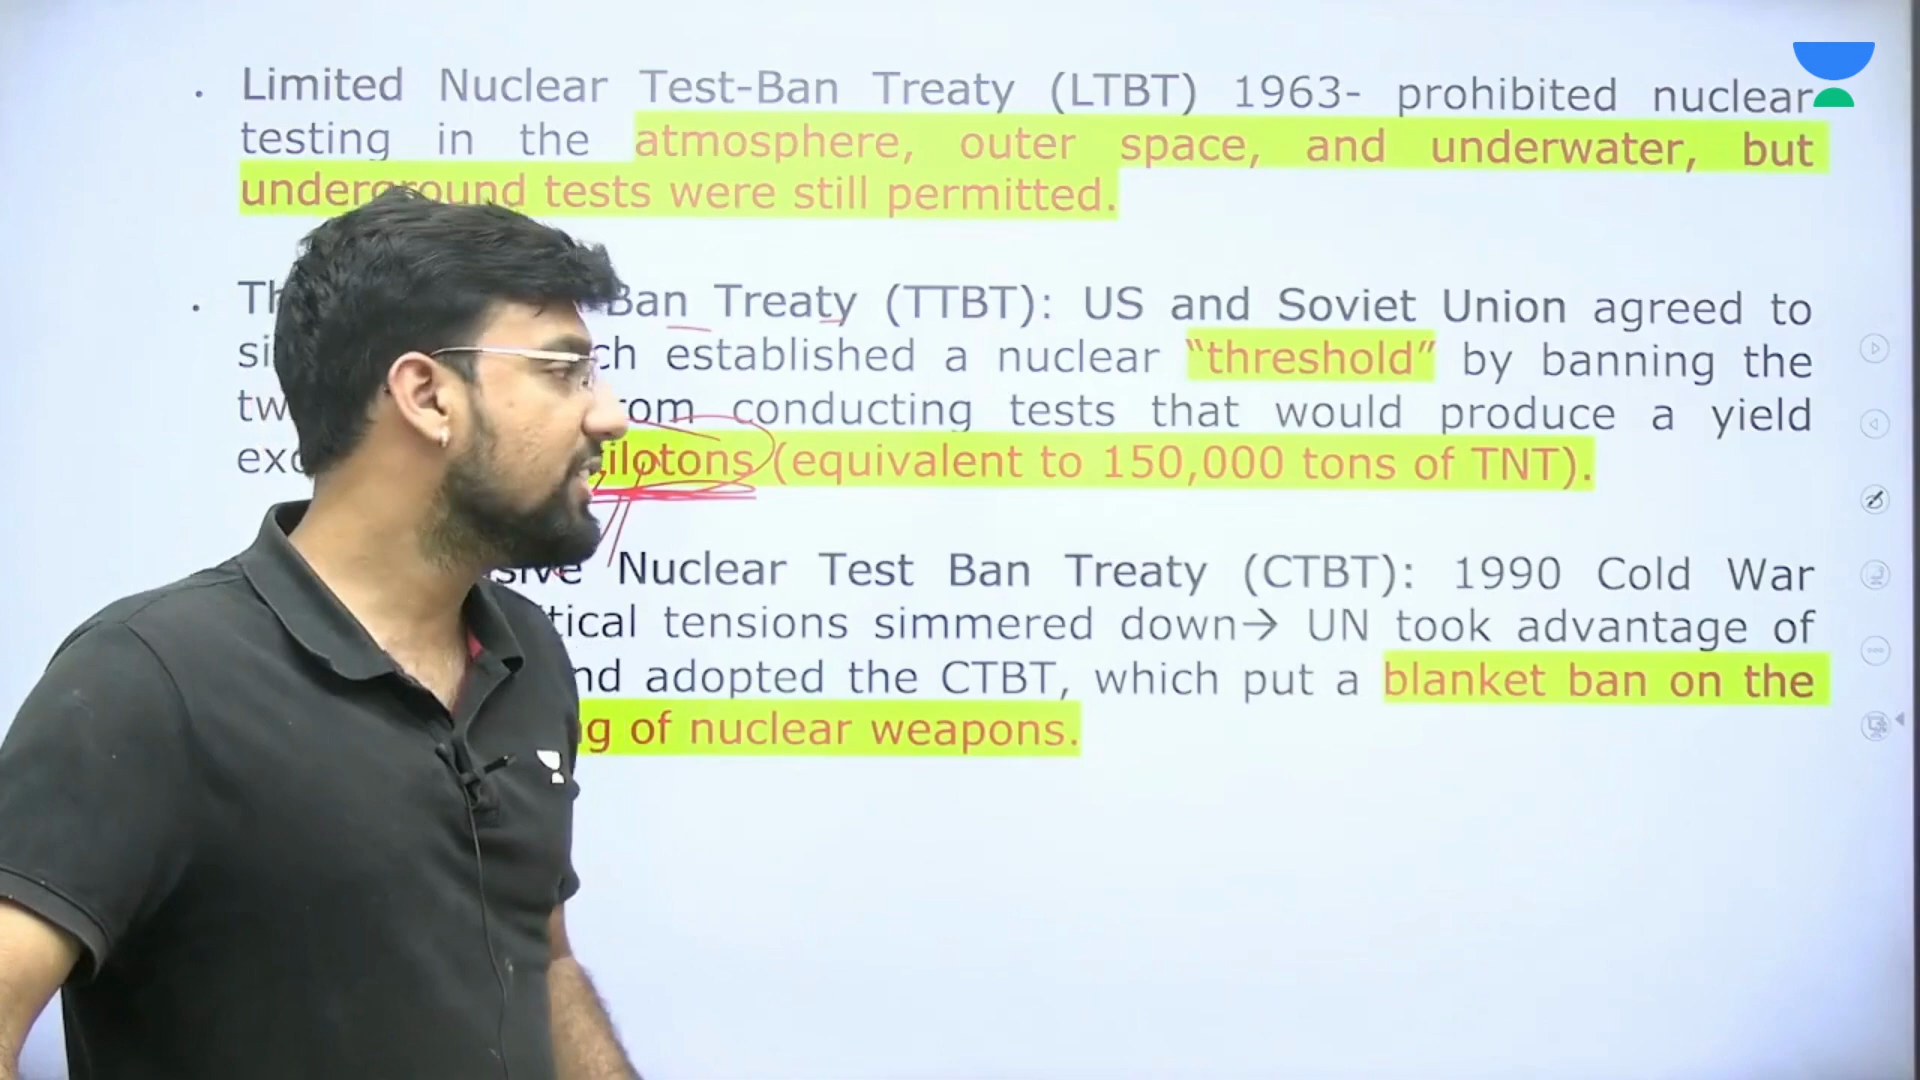 Limited Nuclear Test-Ban Treaty (LTBT) 1963- prohibited nuclear
testing in the atmosphere, outer space, and underwater, but
underground tests were still permitted.
Ban Treaty (TTBT): US and Soviet Union agreed to
established a nuclear “threshold” by banning the
conducting tests that would produce a yield
(equivalent to 150,000 tons of TNT).
Nuclear Test Ban Treaty (CTBT): 1990 Cold War
tensions simmered down→ UN took advantage of
adopted the CTBT, which put a blanket ban on the
of nuclear weapons.